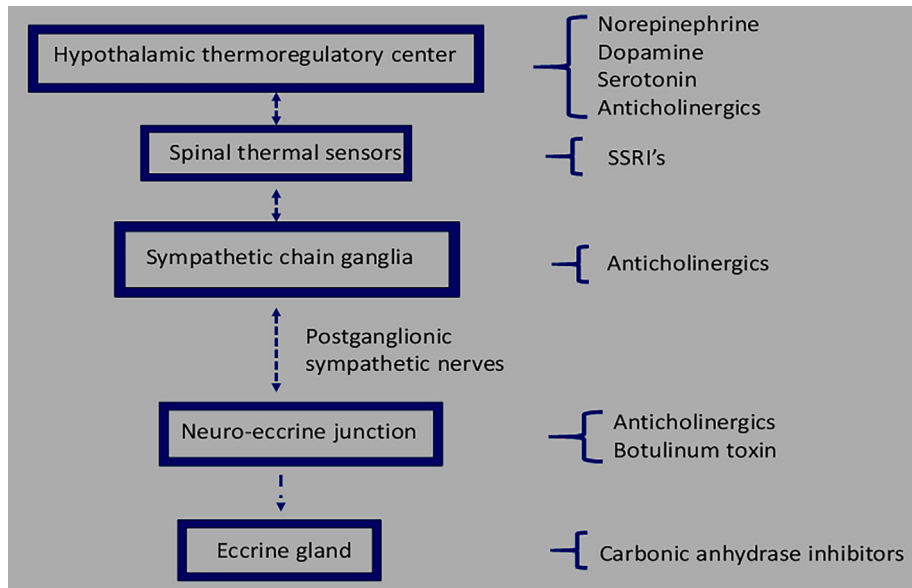 Hypothalamic thermoregulatory center
Norepinephrine
Dopamine
Serotonin
Anticholinergics
Spinal thermal sensors
SSRI's
Sympathetic chain ganglia
Anticholinergics
Postganglionic
sympathetic nerves
Neuro-eccrine junction
Anticholinergics
Botulinum toxin
Eccrine gland
Carbonic anhydrase inhibitors